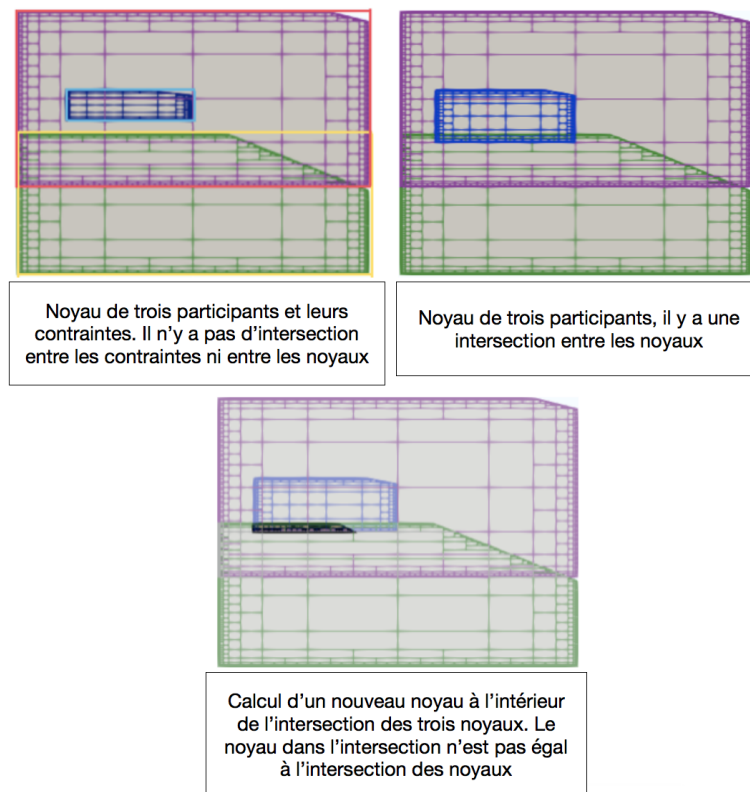 Noyau de trois participants et leurs
contraintes. Il n’y a pas d’intersection
entre les contraintes ni entre les noyaux
Noyau de trois participants, il y a une
intersection entre les noyaux
Calcul d’un nouveau noyau à l’intérieur
de l’intersection des trois noyaux. Le
noyau dans l’intersection n’est pas égal
à l’intersection des noyaux